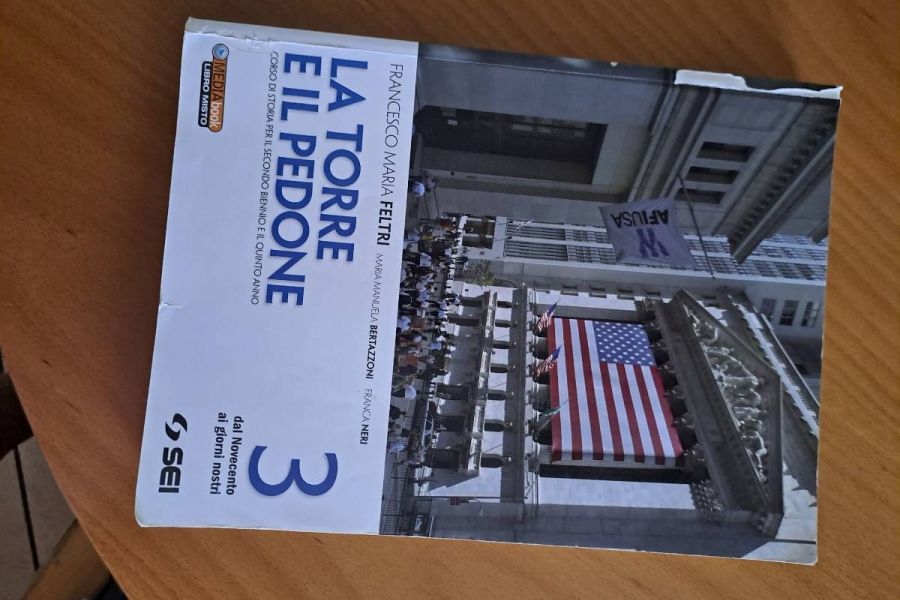 FRANCESCO MARIA FELTRI MARIA MANUELA BERTAZZONI FRANCA NERI
LA TORRE
E IL PEDONE
CORSO DI STORIA PER IL SECONDO BIENNIO E IL QUINTO ANNO
3
dal Novecento
ai giorni nostri
MEDIAbook
LIBRO MISTO
SEI